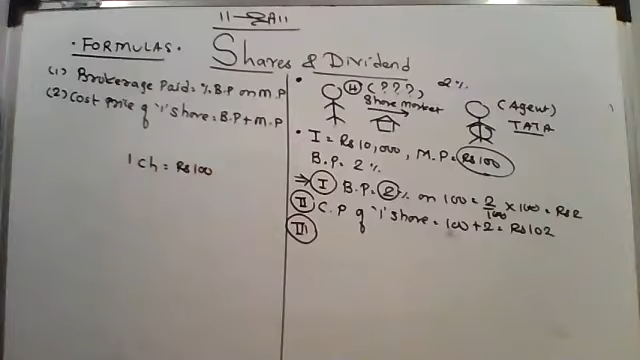 Shares & Dividend
• FORMULAS •
(1) Brokerage Paid = % B.P on M.P
(2) Cost Price of '1' share = B.P + M.P
1 ch = Rs 100
• H (???) 2%
Share market
(Agent)
TATA
• I = Rs 10,000, M.P = Rs 100
B.P = 2%
⇒ I B.P = 2% on 100 = 2/100 × 100 = Rs 2
II C.P of '1' share = 100 + 2 = Rs 102
III